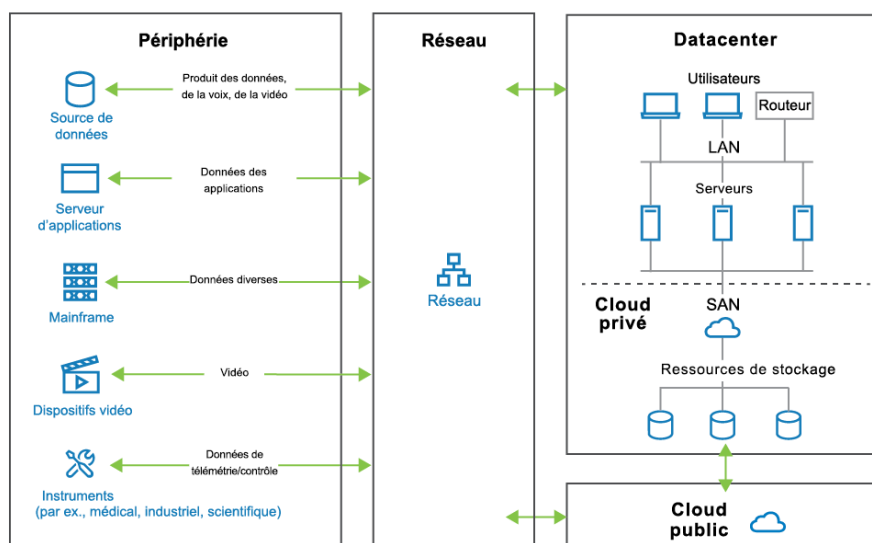 Périphérie
Produit des données,
de la voix, de la vidéo
Source de
données
Données des
applications
Serveur
d'applications
Données diverses
Mainframe
Vidéo
Dispositifs vidéo
Données de
télémétrie/contrôle
Instruments
(par ex., médical, industriel, scientifique)
Réseau
Réseau
Datacenter
Utilisateurs
Routeur
LAN
Serveurs
Cloud
privé
SAN
Ressources de stockage
Cloud
public